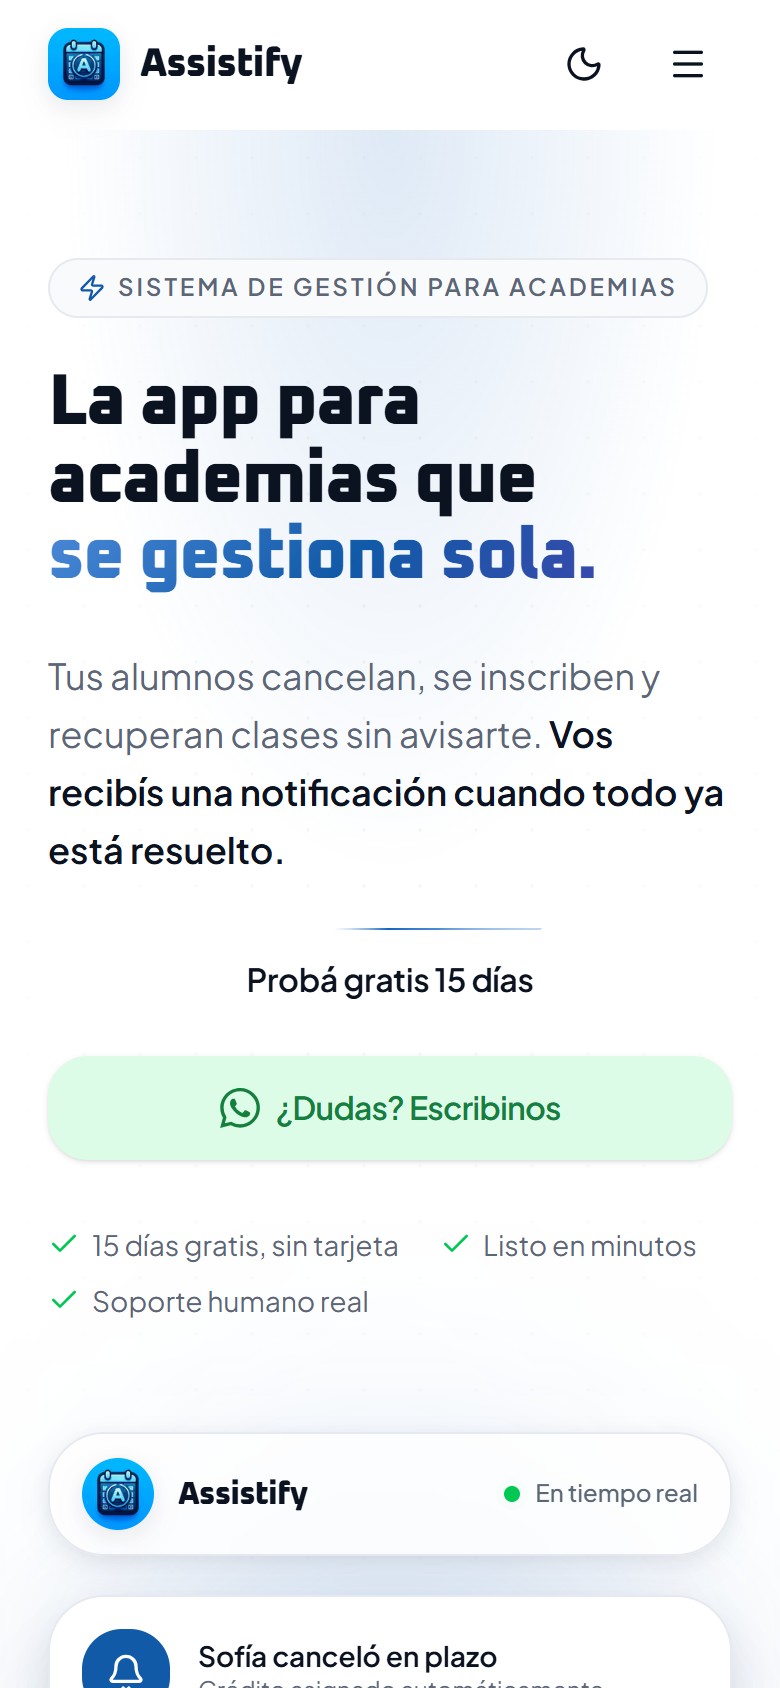 Assistify
SISTEMA DE GESTIÓN PARA ACADEMIAS
La app para
academias que
se gestiona sola.
Tus alumnos cancelan, se inscriben y
recuperan clases sin avisarte. Vos
recibís una notificación cuando todo ya
está resuelto.
Probá gratis 15 días
¿Dudas? Escribinos
15 días gratis, sin tarjeta
Listo en minutos
Soporte humano real
Assistify
En tiempo real
Sofía canceló en plazo
Crédito asignado automáticamente